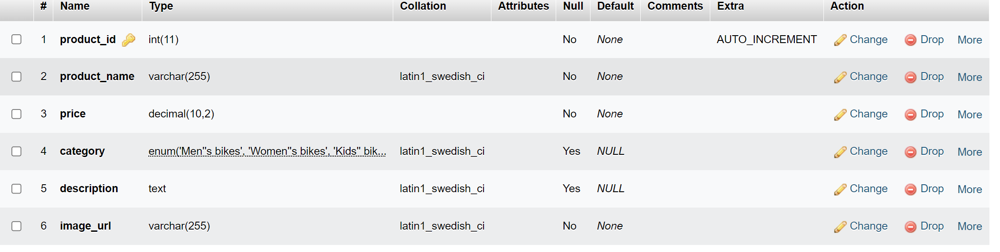 # Name Type Collation Attributes Null Default Comments Extra Action
1 product_id int(11) No None AUTO_INCREMENT Change Drop More
2 product_name varchar(255) latin1_swedish_ci No None Change Drop More
3 price decimal(10,2) No None Change Drop More
4 category enum('Men''s bikes', 'Women''s bikes', 'Kids'' bik... latin1_swedish_ci Yes NULL Change Drop More
5 description text latin1_swedish_ci Yes NULL Change Drop More
6 image_url varchar(255) latin1_swedish_ci No None Change Drop More